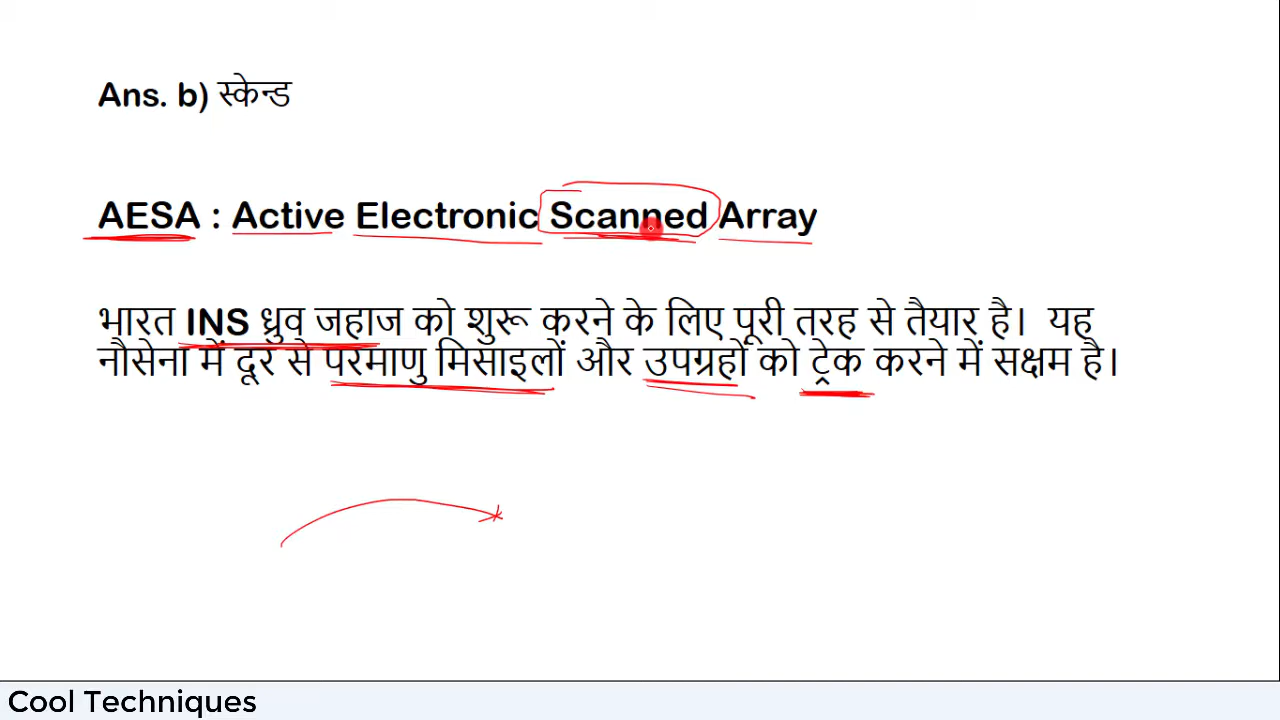 Ans. b) स्केन्ड
AESA : Active Electronic Scanned Array
भारत INS ध्रुव जहाज को शुरू करने के लिए पूरी तरह से तैयार है। यह
नौसेना में दूर से परमाणु मिसाइलों और उपग्रहों को ट्रेक करने में सक्षम है।
Cool Techniques